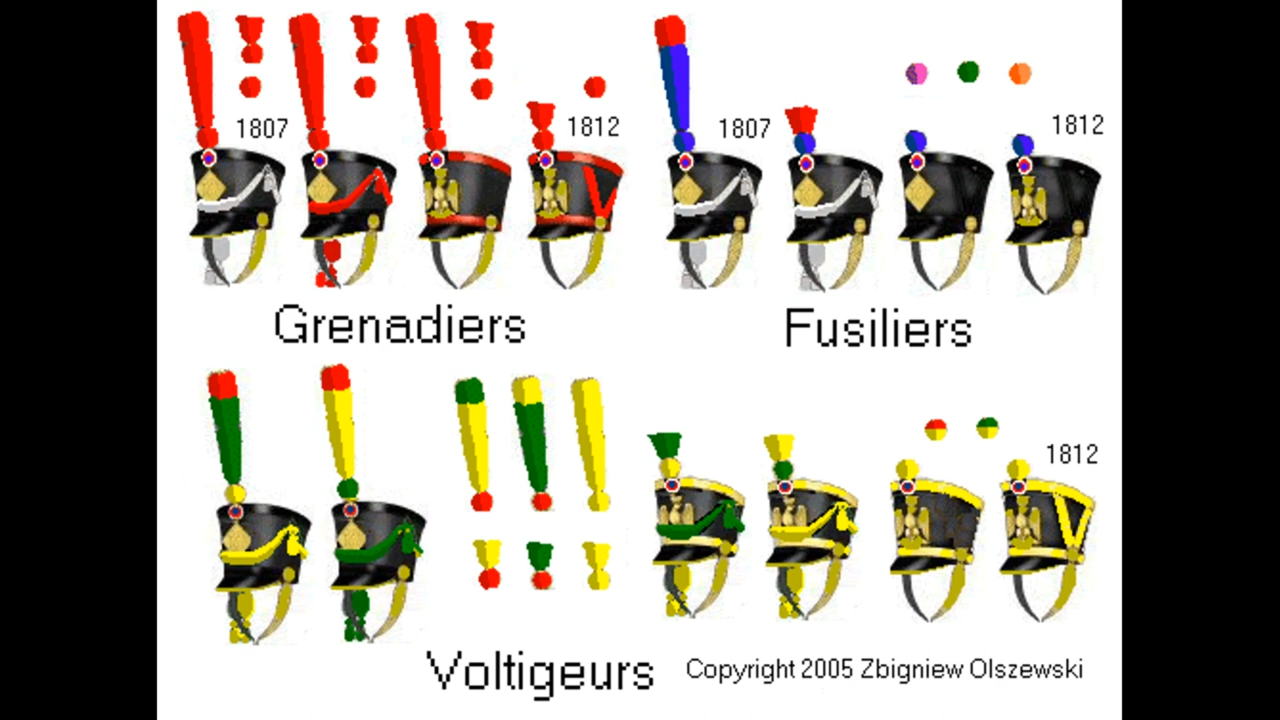 1807
1812
1807
1812
Grenadiers
Fusiliers
1812
Voltigeurs
Copyright 2005 Zbigniew Olszewski